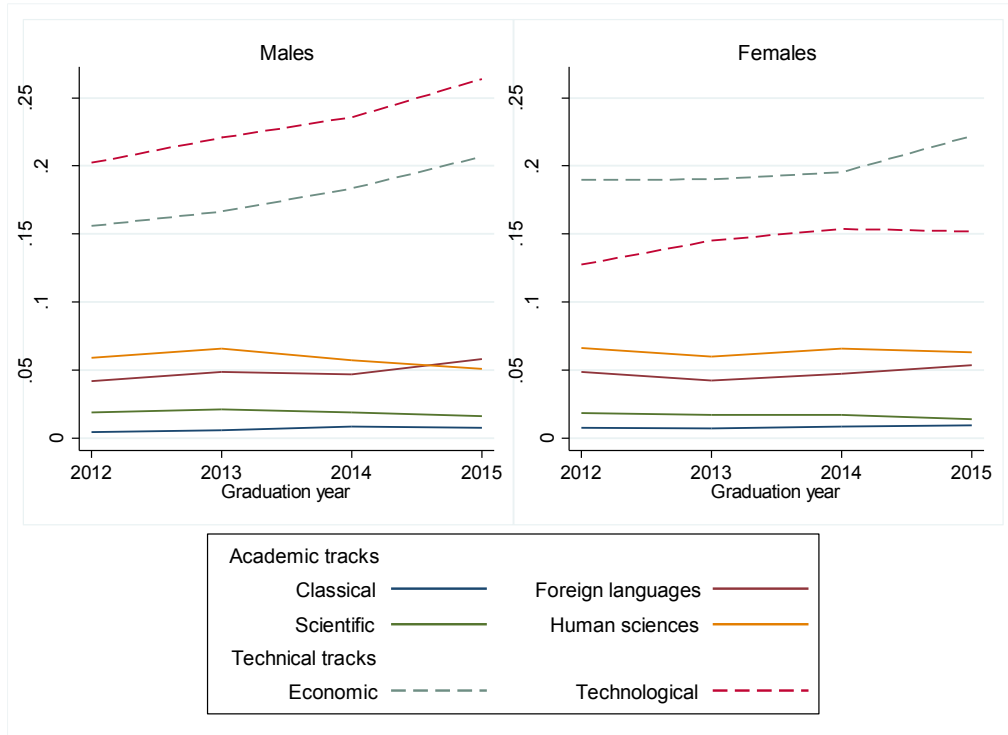 Males
Females
.25
.2
.15
.1
.05
0
2012 2013 2014 2015
Graduation year
.25
.2
.15
.1
.05
0
2012 2013 2014 2015
Graduation year
Academic tracks
Classical Foreign languages
Scientific Human sciences
Technical tracks
Economic Technological